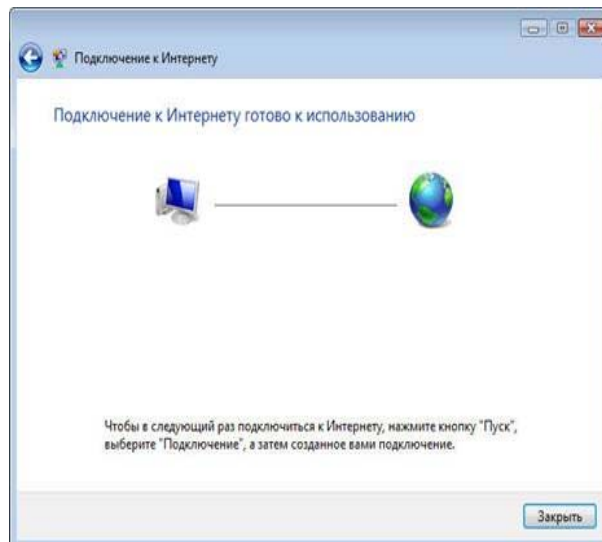 Подключение к Интернету
Подключение к Интернету готово к использованию
Чтобы в следующий раз подключиться к Интернету, нажмите кнопку "Пуск",
выберите "Подключение", а затем созданное вами подключение.
Закрыть